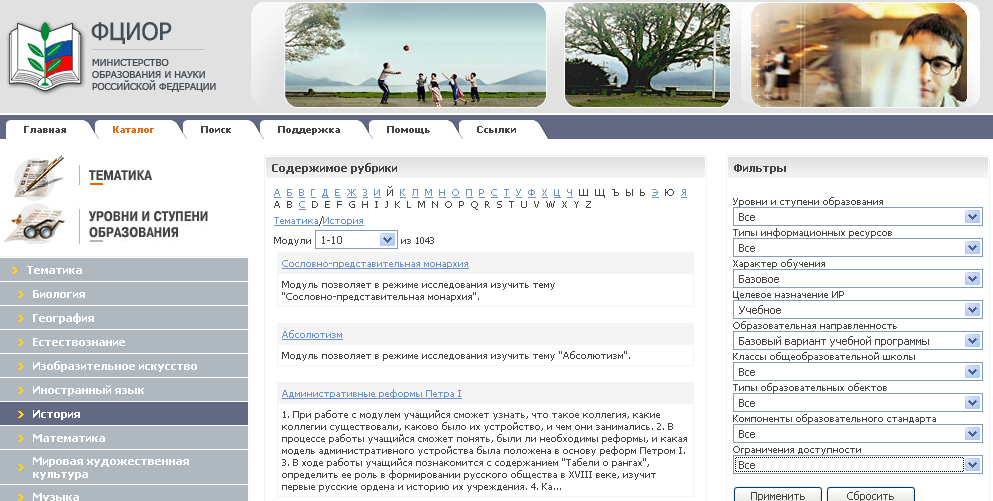 ФЦИОР
МИНИСТЕРСТВО
ОБРАЗОВАНИЯ И НАУКИ
РОССИЙСКОЙ ФЕДЕРАЦИИ
Главная Каталог Поиск Поддержка Помощь Ссылки
ТЕМАТИКА
УРОВНИ И СТУПЕНИ
ОБРАЗОВАНИЯ
Тематика
Биология
География
Естествознание
Изобразительное искусство
Иностранный язык
История
Математика
Мировая художественная
культура
Музыка
Содержимое рубрики
А Б В Г Д Е Ж З И Й К Л М Н О П Р С Т У Ф Х Ц Ч Ш Щ Ъ Ы Ь Э Ю Я
A B C D E F G H I J K L M N O P Q R S T U V W X Y Z
Тематика/История
Модули 1-10 из 1043
Сословно-представительная монархия
Модуль позволяет в режиме исследования изучить тему
"Сословно-представительная монархия".
Абсолютизм
Модуль позволяет в режиме исследования изучить тему "Абсолютизм".
Административные реформы Петра I
1. При работе с модулем учащийся сможет узнать, что такое коллегия, какие
коллегии существовали, каково было их устройство, и чем они занимались. 2. В
процессе работы учащийся сможет понять, были ли необходимы реформы, и какая
модель административного устройства была положена в основу реформ Петром I.
3. В ходе работы учащийся познакомится с содержанием "Табели о рангах",
определить ее роль в формировании русского общества в XVIII веке, изучит
первые русские ордена и историю их учреждения. 4. Ка...
Фильтры
Уровни и ступени образования
Все
Типы информационных ресурсов
Все
Характер обучения
Базовое
Целевое назначение ИР
Учебное
Образовательная направленность
Базовый вариант учебной программы
Классы общеобразовательной школы
Все
Типы образовательных обектов
Все
Компоненты образовательного стандарта
Все
Ограничения доступности
Все
Применить Сбросить